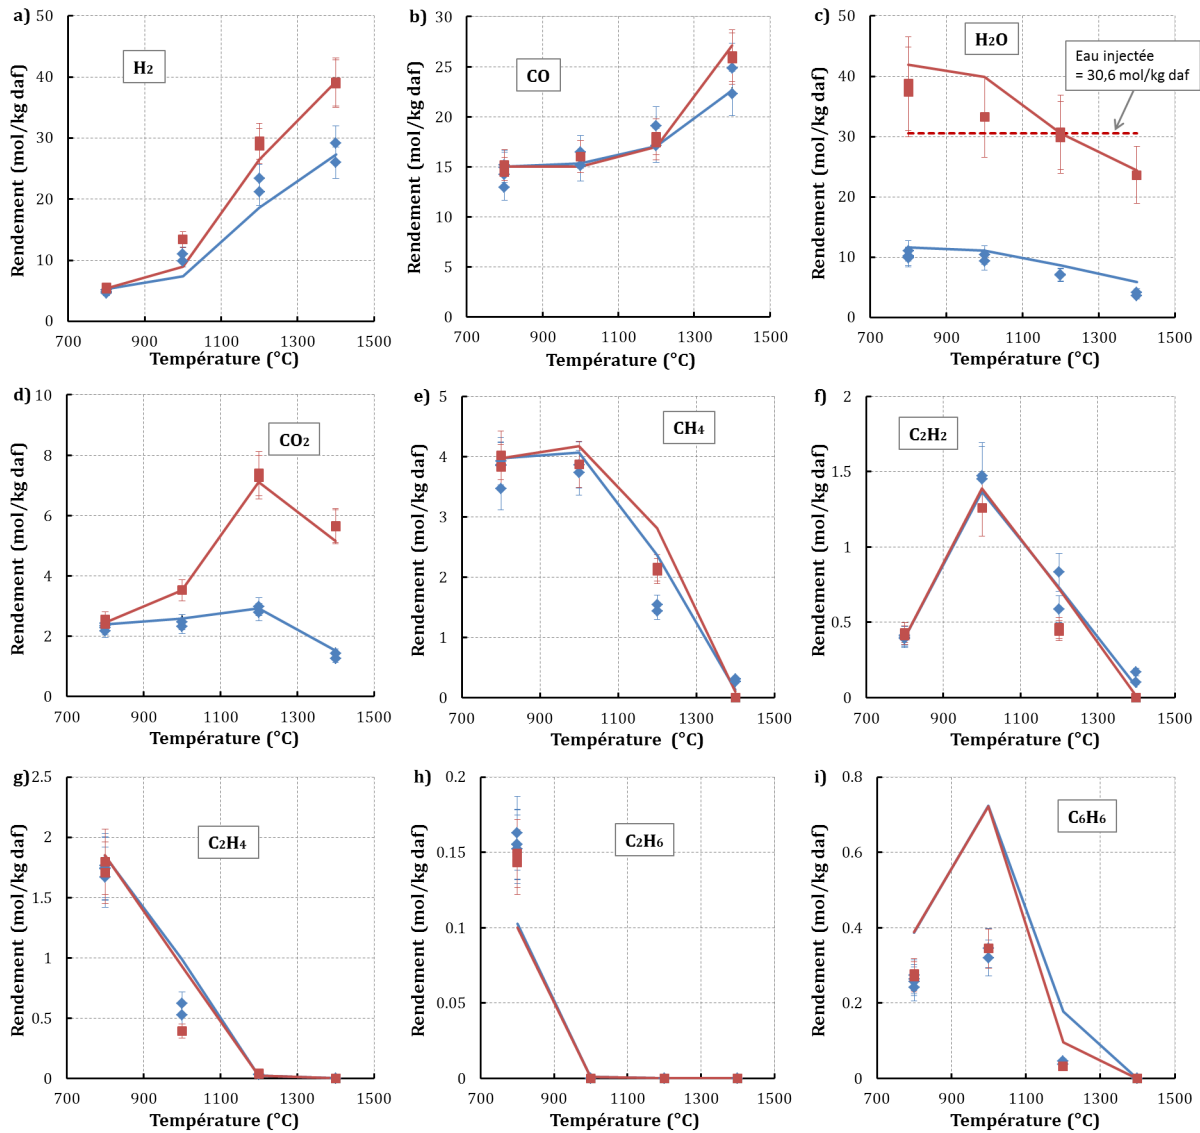 a)
H2
Rendement (mol/kg daf)
50
40
30
20
10
0
700
900
1100
1300
1500
Température (°C)
b)
CO
Rendement (mol/kg daf)
30
25
20
15
10
5
0
700
900
1100
1300
1500
Température (°C)
c)
H2O
Eau injectée
= 30,6 mol/kg daf
Rendement (mol/kg daf)
50
40
30
20
10
0
700
900
1100
1300
1500
Température (°C)
d)
CO2
Rendement (mol/kg daf)
10
8
6
4
2
0
700
900
1100
1300
1500
Température (°C)
e)
CH4
Rendement (mol/kg daf)
5
4
3
2
1
0
700
900
1100
1300
1500
Température (°C)
f)
C2H2
Rendement (mol/kg daf)
2
1.5
1
0.5
0
700
900
1100
1300
1500
Température (°C)
g)
C2H4
Rendement (mol/kg daf)
2.5
2
1.5
1
0.5
0
700
900
1100
1300
1500
Température (°C)
h)
C2H6
Rendement (mol/kg daf)
0.2
0.15
0.1
0.05
0
700
900
1100
1300
1500
Température (°C)
i)
C6H6
Rendement (mol/kg daf)
0.8
0.6
0.4
0.2
0
700
900
1100
1300
1500
Température (°C)